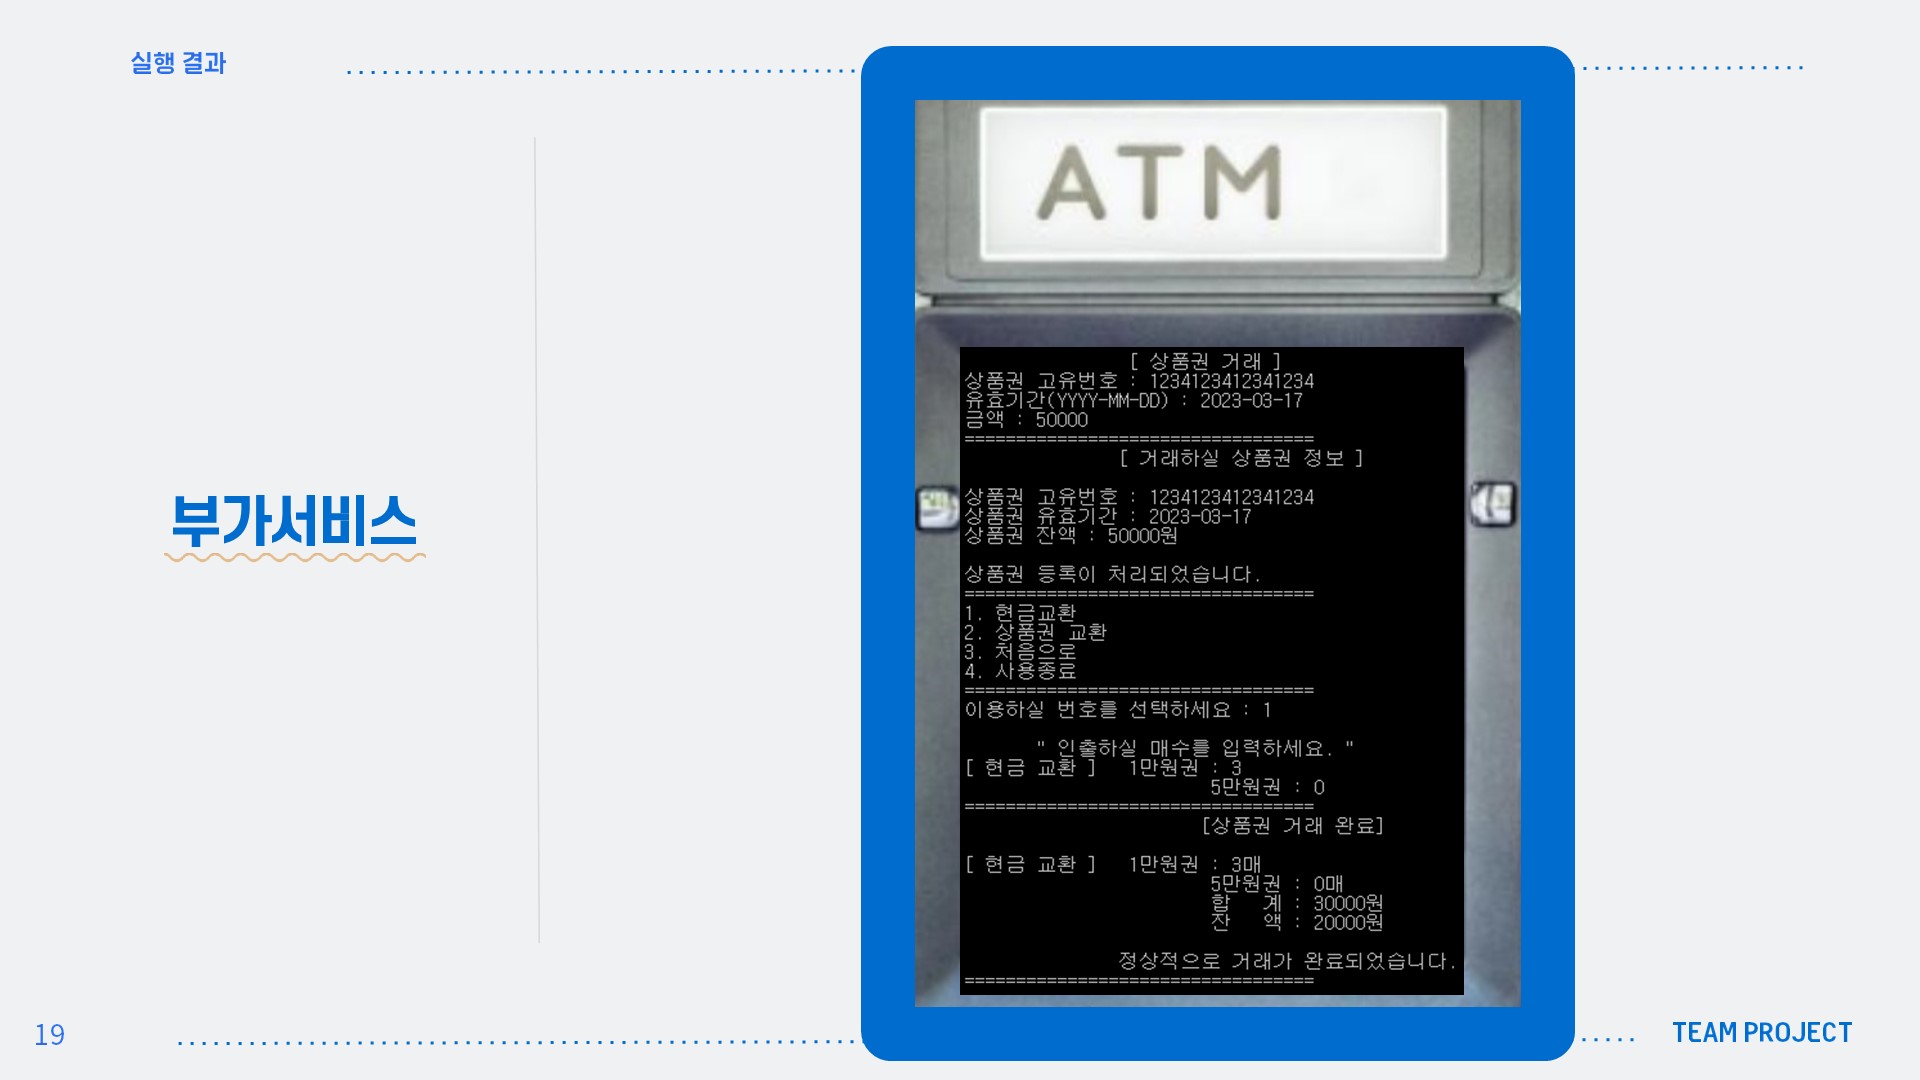 실행 결과
부가서비스
ATM
[ 상품권 거래 ]
상품권 고유번호 : 1234123412341234
유효기간(YYYY-MM-DD) : 2023-03-17
금액 : 50000
==================================
[ 거래하실 상품권 정보 ]
상품권 고유번호 : 1234123412341234
상품권 유효기간 : 2023-03-17
상품권 잔액 : 50000원
상품권 등록이 처리되었습니다.
==================================
1. 현금교환
2. 상품권 교환
3. 처음으로
4. 사용종료
==================================
이용하실 번호를 선택하세요 : 1
" 인출하실 매수를 입력하세요. "
[ 현금 교환 ] 1만원권 : 3
5만원권 : 0
==================================
[상품권 거래 완료]
[ 현금 교환 ] 1만원권 : 3매
5만원권 : 0매
합 계 : 30000원
잔 액 : 20000원
정상적으로 거래가 완료되었습니다.
==================================
19
TEAM PROJECT